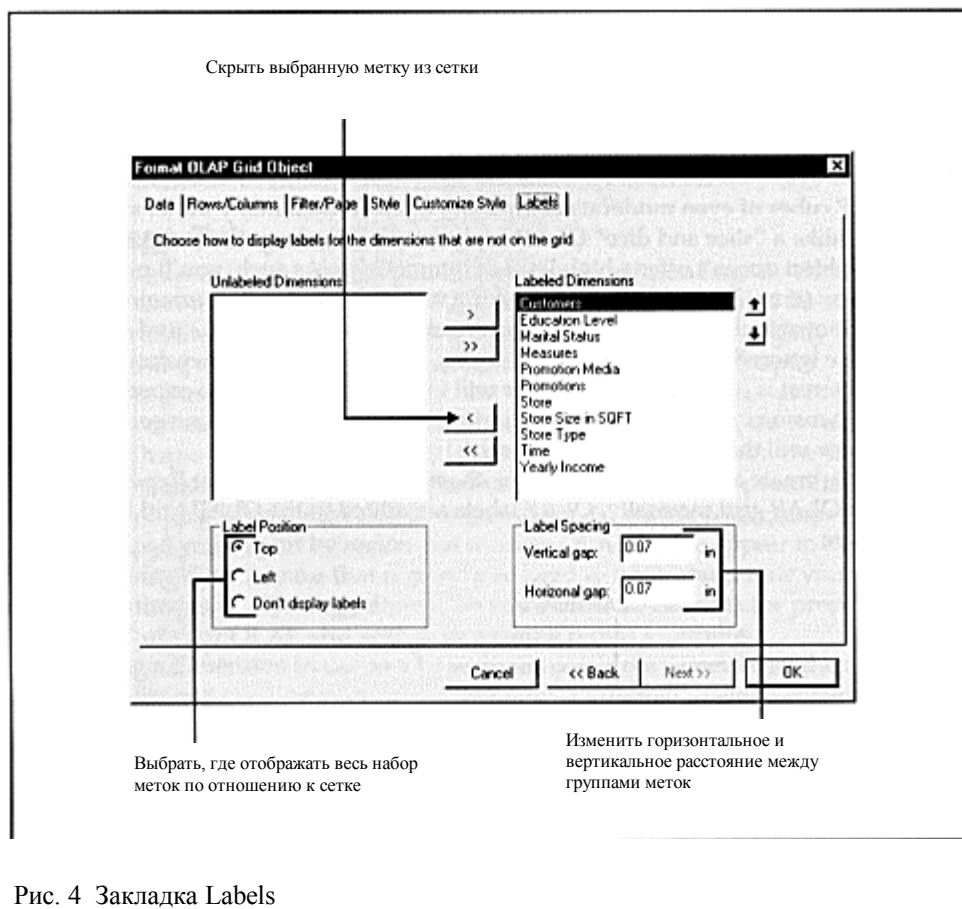 Скрыть выбранную метку из сетки
Format OLAP Grid Object
Data Rows/Columns Filter/Page Style Customize Style Labels
Choose how to display labels for the dimensions that are not on the grid
Unlabeled Dimensions
Labeled Dimensions
>
>>
<
<<
Customers
Education Level
Marital Status
Measures
Promotion Media
Promotions
Store
Store Size in SQFT
Store Type
Time
Yearly Income
Label Position
Top
Left
Don't display labels
Label Spacing
Vertical gap: 0.07 in
Horizonal gap: 0.07 in
Cancel << Back Next >> OK
Выбрать, где отображать весь набор
меток по отношению к сетке
Изменить горизонтальное и
вертикальное расстояние между
группами меток
Рис. 4 Закладка Labels